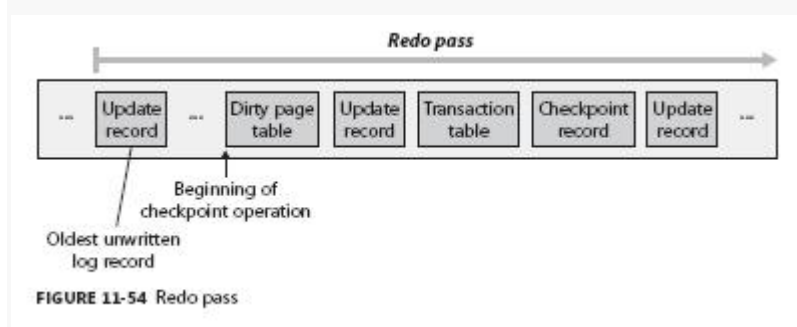 Redo pass
... Update record ... Dirty page table Update record Transaction table Checkpoint record Update record ...
Beginning of
checkpoint operation
Oldest unwritten
log record
FIGURE 11-54 Redo pass